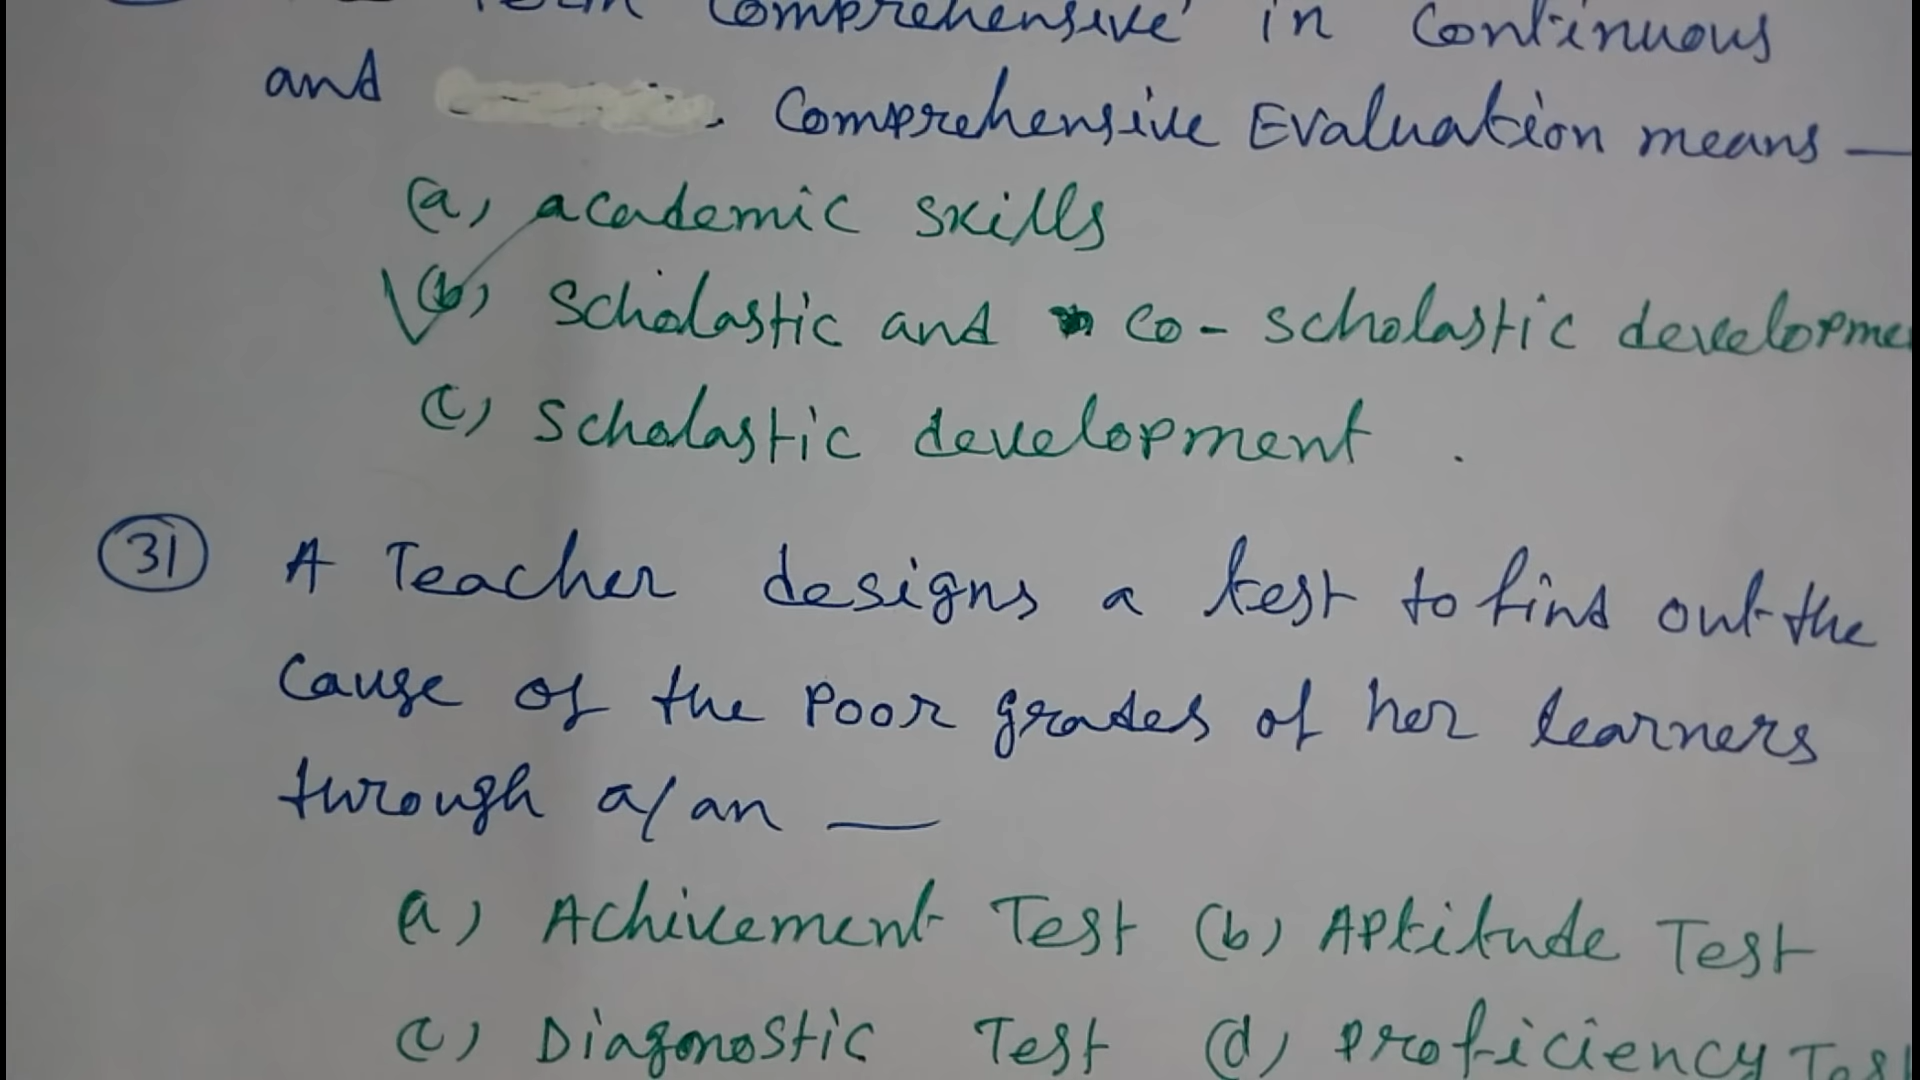 Comprehensive' in Continuous
and . Comprehensive Evaluation means —
(a) academic skills
(b) Scholastic and co-scholastic developme
(c) Scholastic development.
31 A Teacher designs a test to find out the
Cause of the Poor grades of her learners
through a/an —
a) Achivement Test (b) Aptitude Test
(c) Diagnostic Test (d) Proficiency Tes